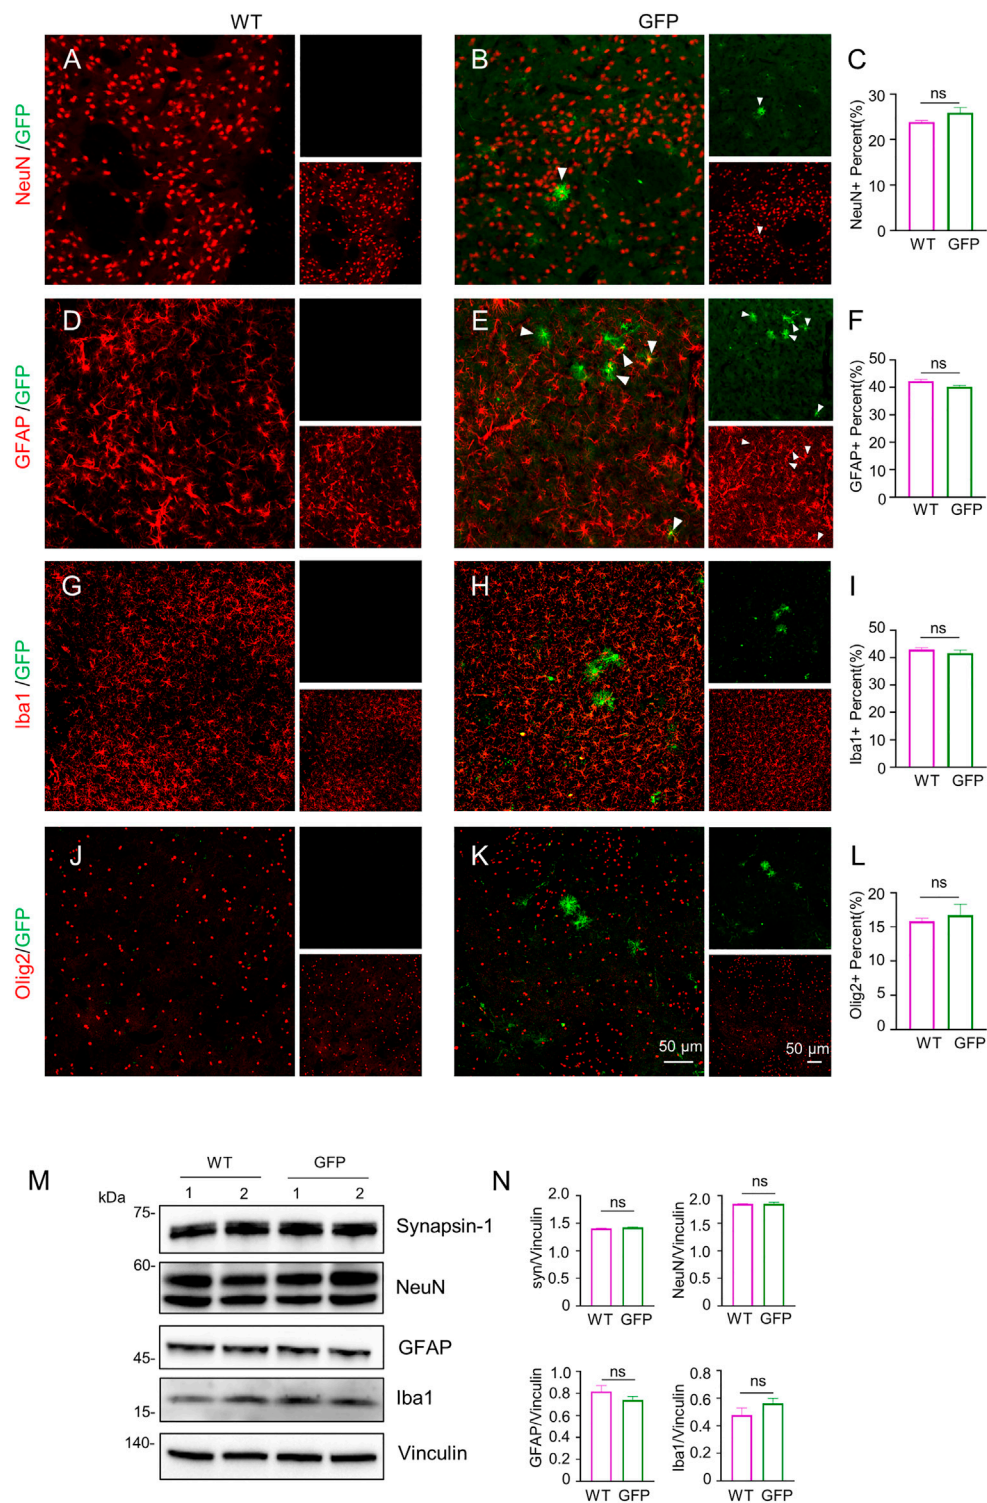 WT
GFP
NeuN /GFP
A
B
C
NeuN+ Percent(%)
30
20
10
0
ns
WT GFP
GFAP /GFP
D
E
F
GFAP+ Percent(%)
50
40
30
20
10
0
ns
WT GFP
Iba1/GFP
G
H
I
Iba1+ Percent(%)
50
40
30
20
10
0
ns
WT GFP
Olig2/GFP
J
K
50 μm
50 μm
L
Olig2+ Percent(%)
20
15
10
5
0
ns
WT GFP
M
WT GFP
kDa 1 2 1 2
75- Synapsin-1
60- NeuN
45- GFAP
15- Iba1
140- Vinculin
N
syn/Vinculin
2.0
1.5
1.0
0.5
0
ns
WT GFP
NeuN/Vinculin
2.0
1.5
1.0
0.5
0
ns
WT GFP
GFAP/Vinculin
1.0
0.8
0.6
0.4
0.2
0
ns
WT GFP
Iba1/Vinculin
0.8
0.6
0.4
0.2
0
ns
WT GFP